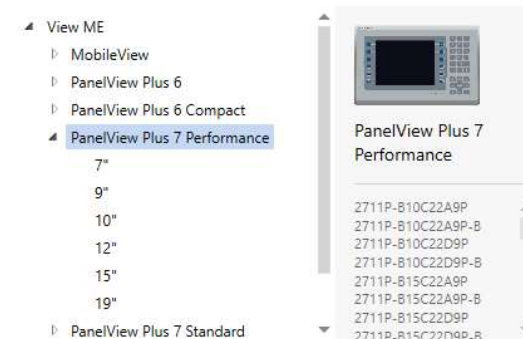 View ME
MobileView
PanelView Plus 6
PanelView Plus 6 Compact
PanelView Plus 7 Performance
7"
9"
10"
12"
15"
19"
PanelView Plus 7 Standard
PanelView Plus 7
Performance
2711P-B10C22A9P
2711P-B10C22A9P-B
2711P-B10C22D9P
2711P-B10C22D9P-B
2711P-B15C22A9P
2711P-B15C22A9P-B
2711P-B15C22D9P
2711P-B15C22D9P-B